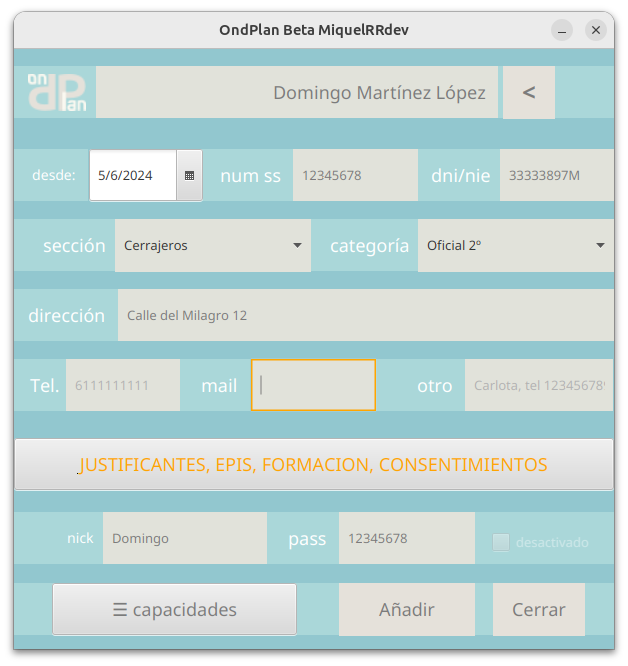 OndPlan Beta MiquelRRdev
on Plan
Domingo Martínez López <
desde: 5/6/2024 num ss 12345678 dni/nie 33333897M
sección Cerrajeros categoría Oficial 2º
dirección Calle del Milagro 12
Tel. 6111111111 mail otro Carlota, tel 123456789
JUSTIFICANTES, EPIS, FORMACION, CONSENTIMIENTOS
nick Domingo pass 12345678 desactivado
☰ capacidades Añadir Cerrar